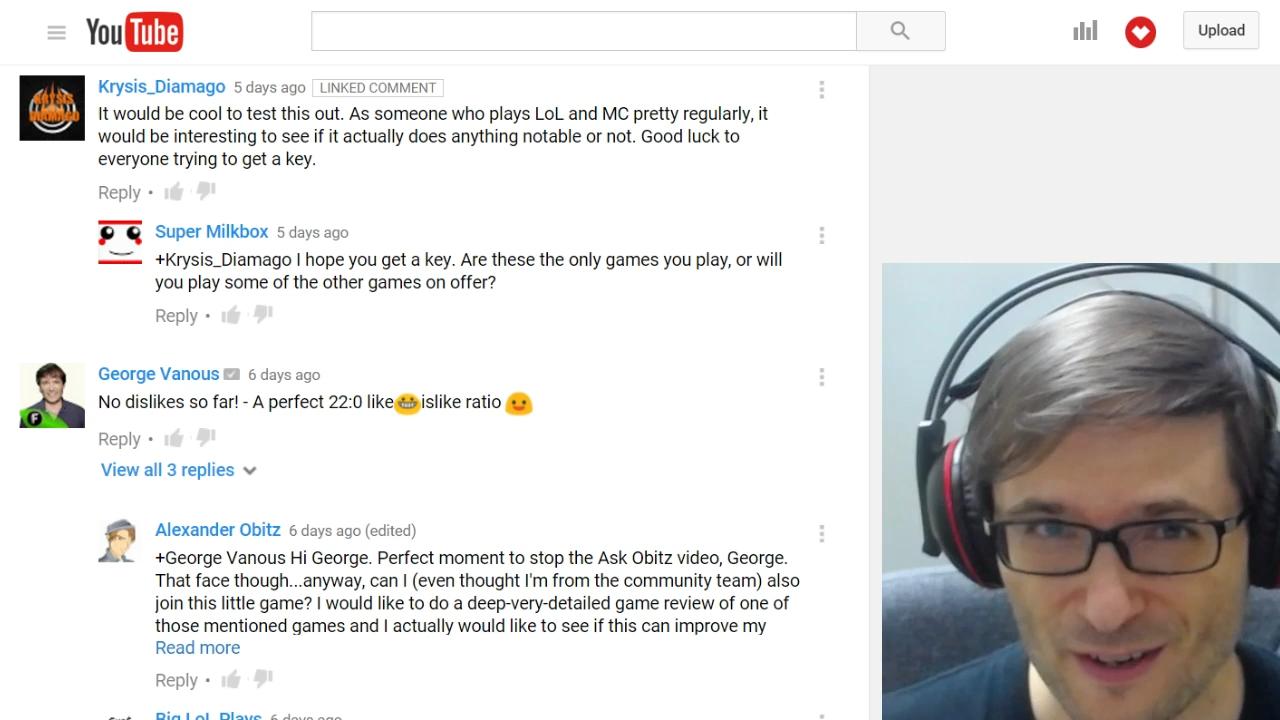 YouTube
Upload
Krysis_Diamago 5 days ago LINKED COMMENT
It would be cool to test this out. As someone who plays LoL and MC pretty regularly, it
would be interesting to see if it actually does anything notable or not. Good luck to
everyone trying to get a key.
Reply •
Super Milkbox 5 days ago
+Krysis_Diamago I hope you get a key. Are these the only games you play, or will
you play some of the other games on offer?
Reply •
George Vanous 6 days ago
No dislikes so far! - A perfect 22:0 like😬islike ratio 😛
Reply •
View all 3 replies
Alexander Obitz 6 days ago (edited)
+George Vanous Hi George. Perfect moment to stop the Ask Obitz video, George.
That face though...anyway, can I (even thought I'm from the community team) also
join this little game? I would like to do a deep-very-detailed game review of one of
those mentioned games and I actually would like to see if this can improve my
Read more
Reply •
Big LoL Plays 6 days ago